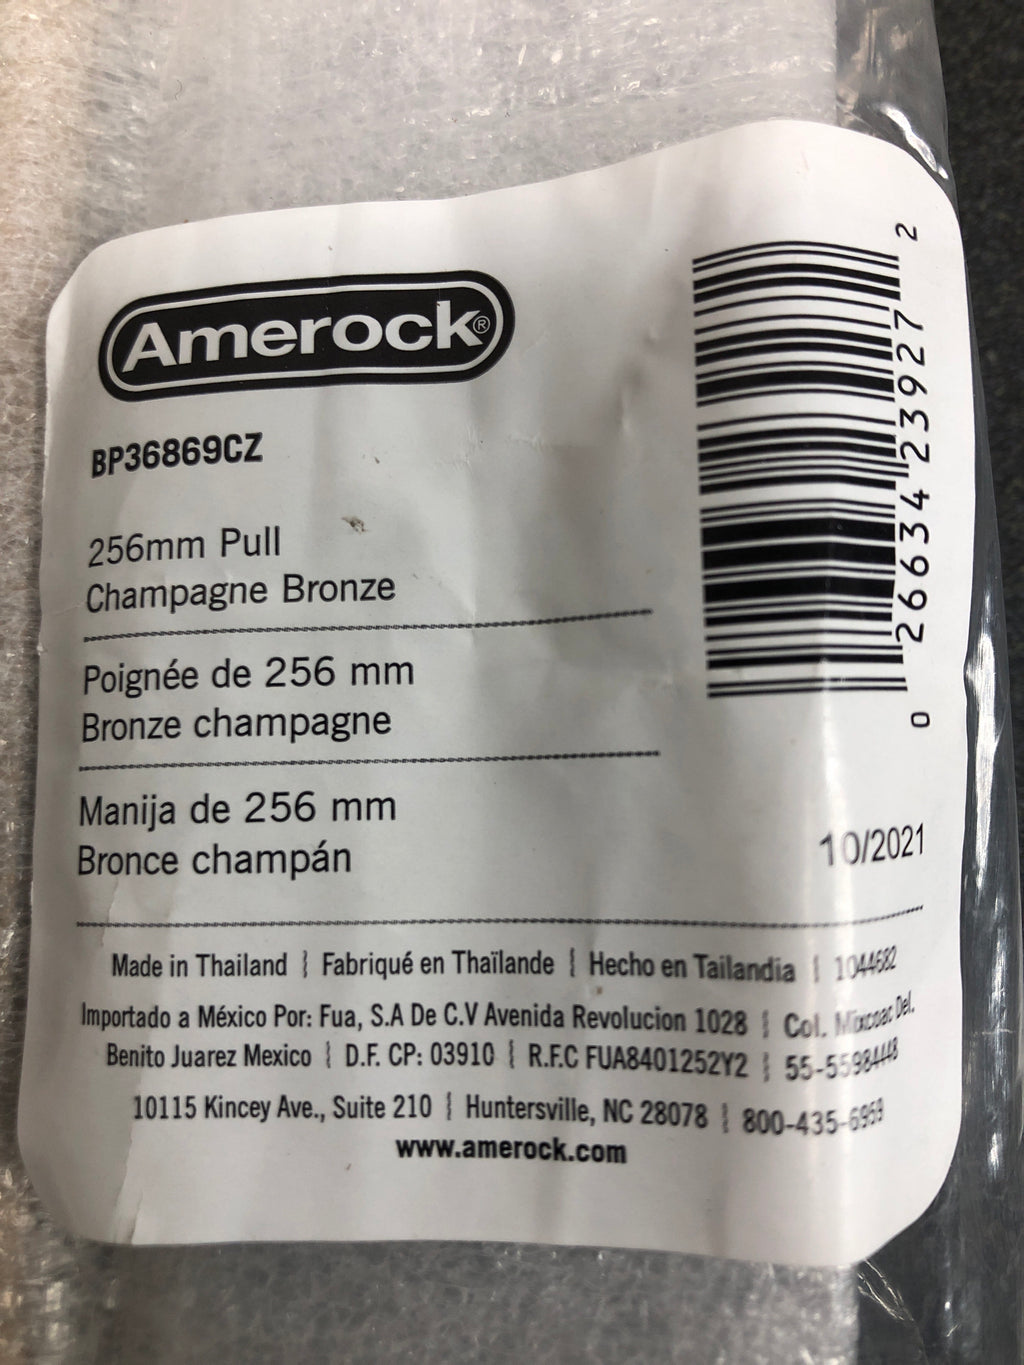 Amerock®
BP36869CZ
256mm Pull
Champagne Bronze
Poignée de 256 mm
Bronze champagne
Manija de 256 mm
Bronce champán
0 26634 23927 2
10/2021
Made in Thailand | Fabriqué en Thaïlande | Hecho en Tailandia | 1044682
Importado a México Por: Fua, S.A De C.V Avenida Revolucion 1028 | Col. Mixcoac Del.
Benito Juarez Mexico | D.F. CP: 03910 | R.F.C FUA8401252Y2 | 55-55984448
10115 Kincey Ave., Suite 210 | Huntersville, NC 28078 | 800-435-6959
www.amerock.com